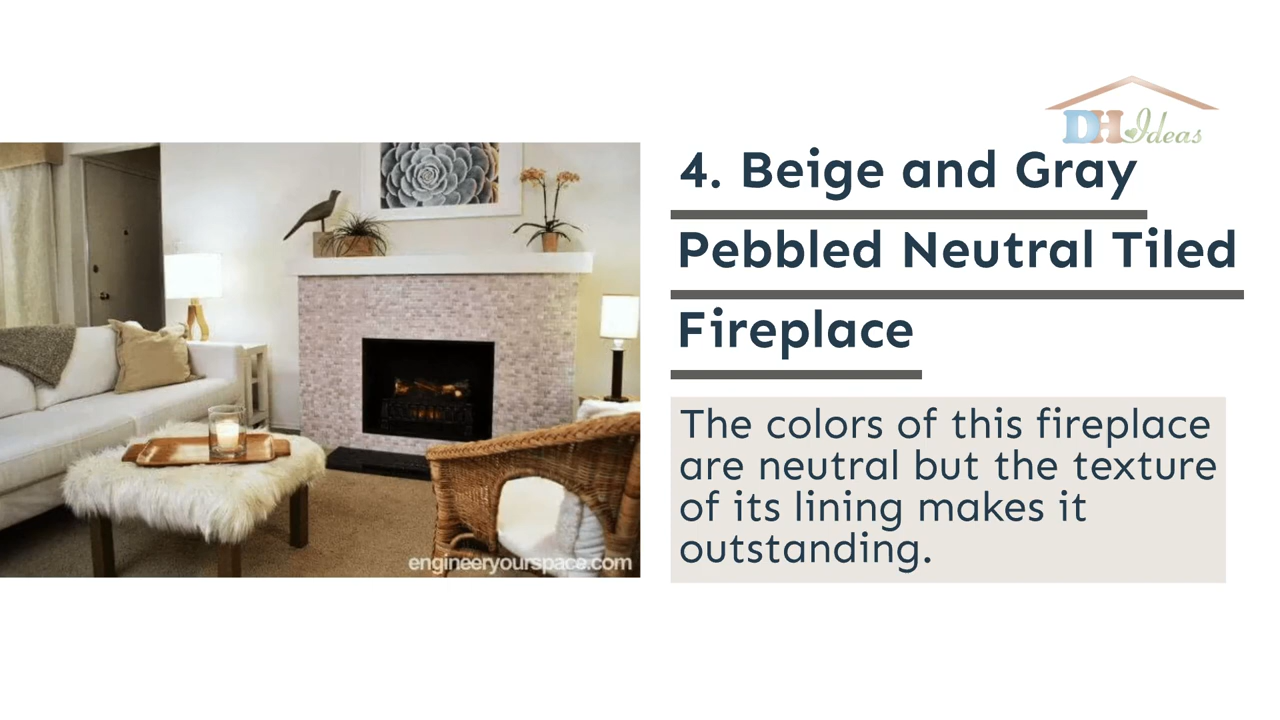 DH Ideas
4. Beige and Gray
Pebbled Neutral Tiled
Fireplace
The colors of this fireplace
are neutral but the texture
of its lining makes it
outstanding.
engineeryourspace.com